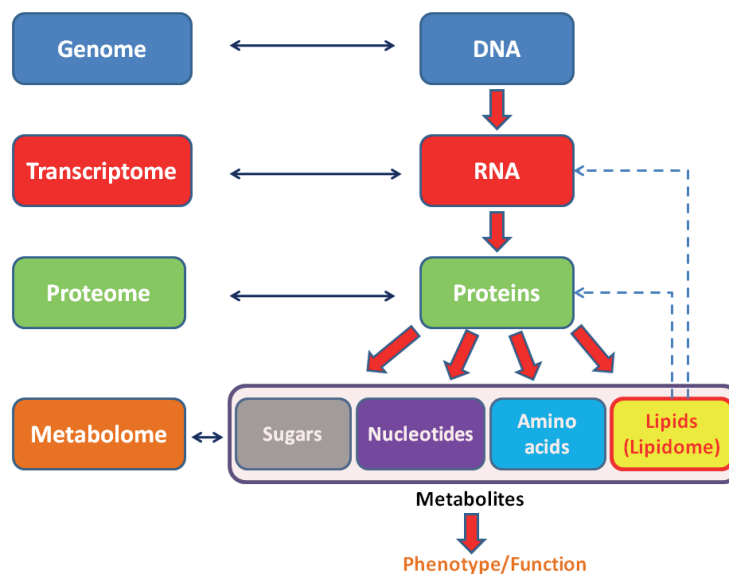 Genome
DNA
Transcriptome
RNA
Proteome
Proteins
Metabolome
Sugars
Nucleotides
Amino
acids
Lipids
(Lipidome)
Metabolites
Phenotype/Function